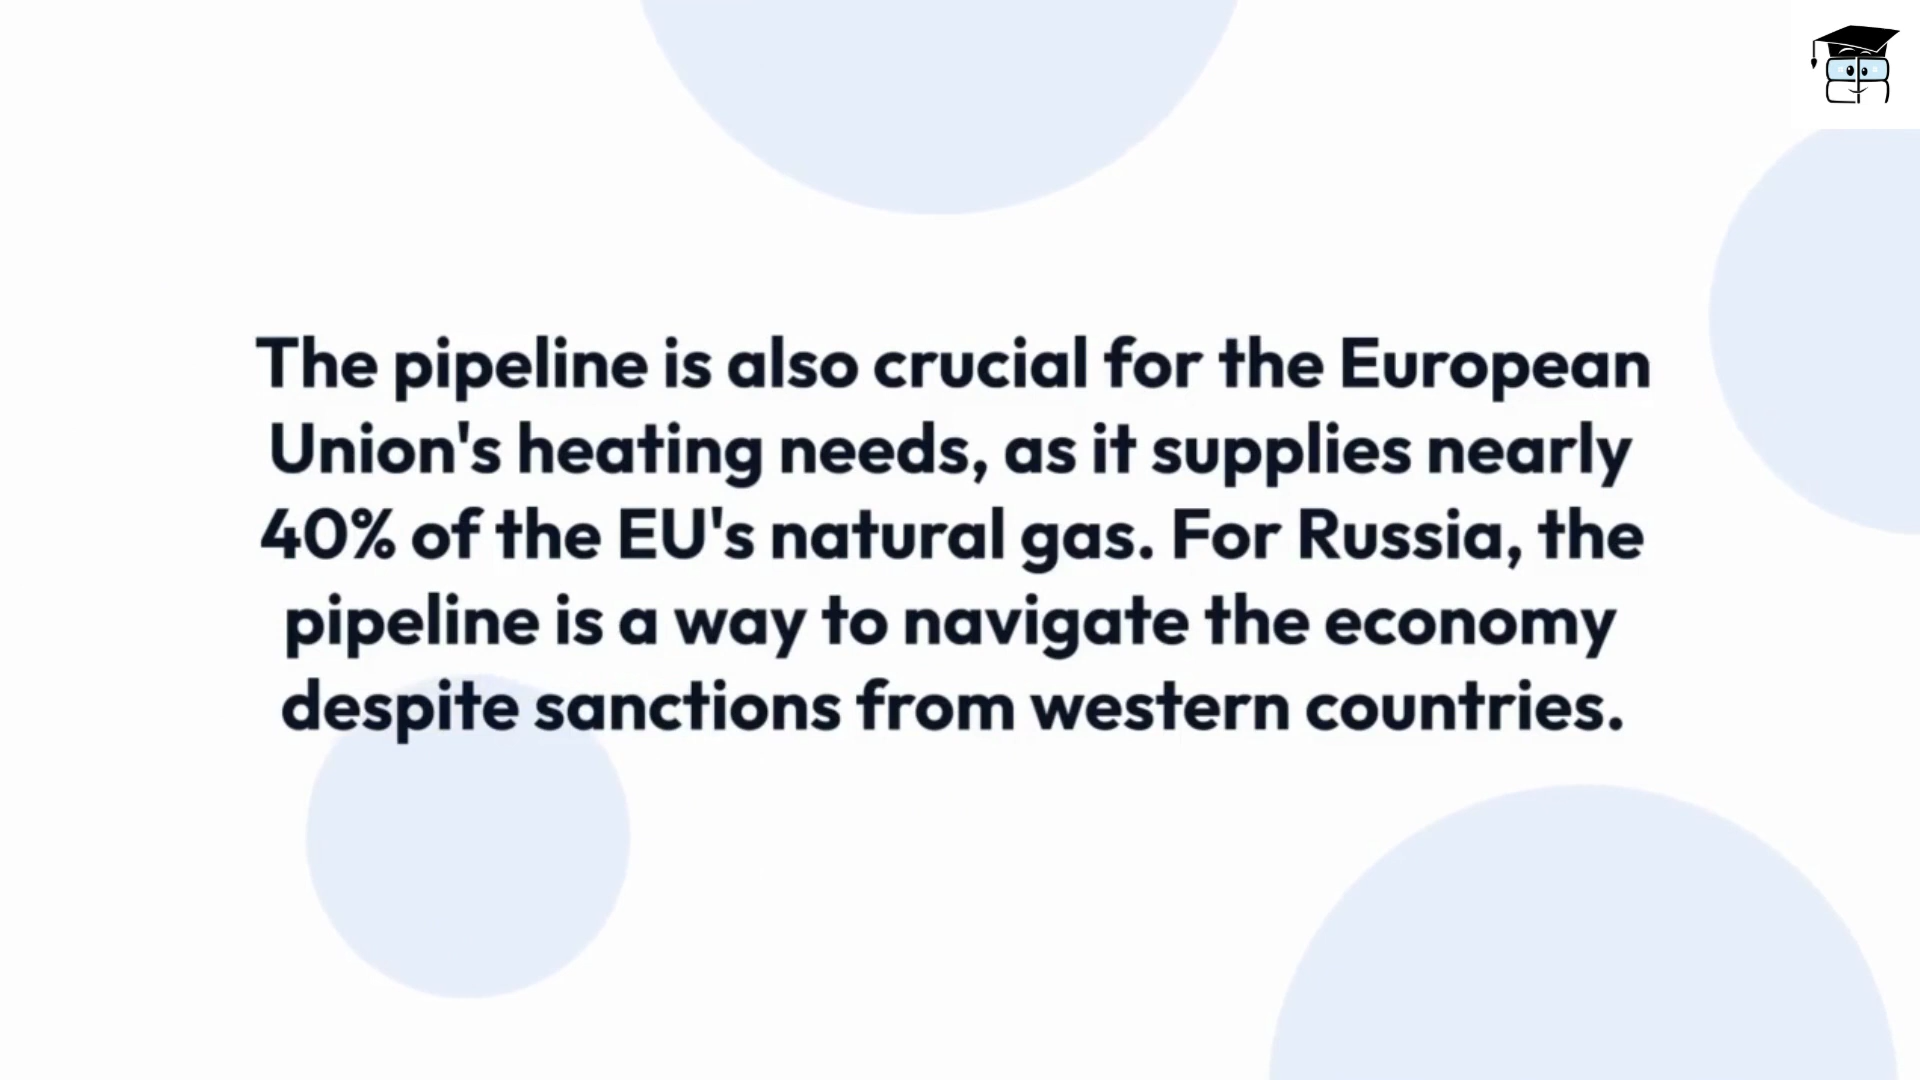 The pipeline is also crucial for the European
Union's heating needs, as it supplies nearly
40% of the EU's natural gas. For Russia, the
pipeline is a way to navigate the economy
despite sanctions from western countries.